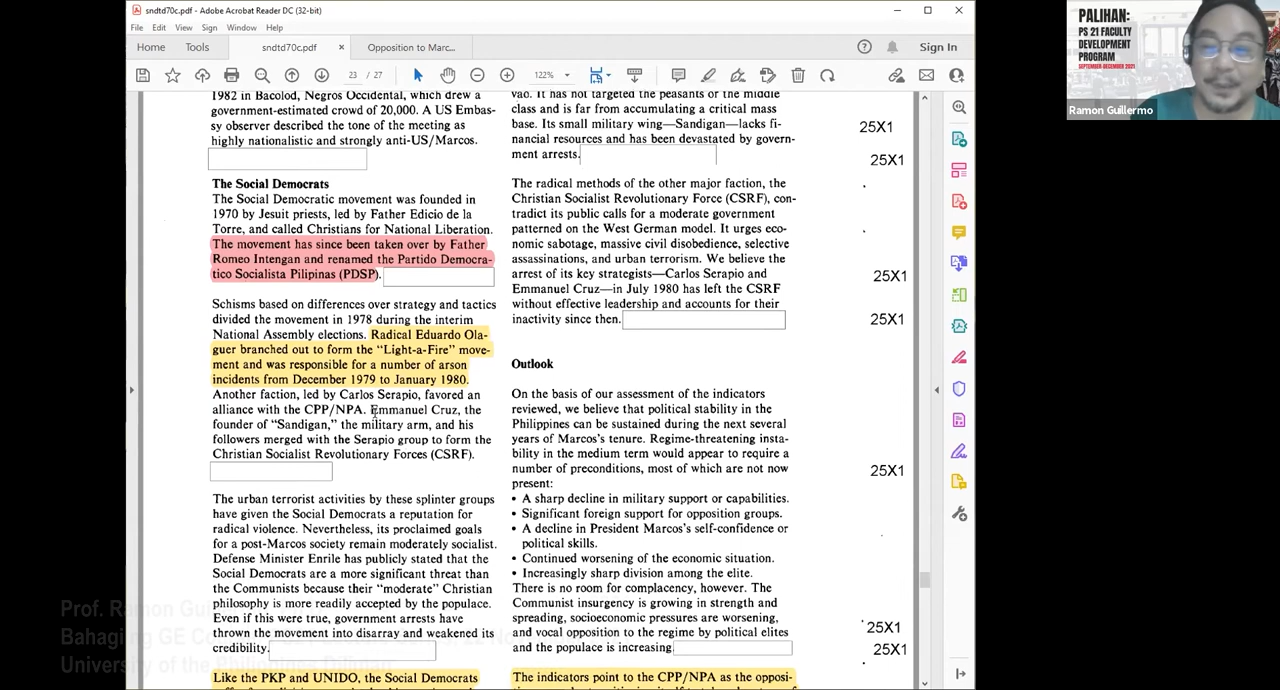 sndtd70c.pdf - Adobe Acrobat Reader DC (32-bit)
File Edit View Sign Window Help
Home Tools sndtd70c.pdf × Opposition to Marc... Sign In
23 / 27 122%
1982 in Bacolod, Negros Occidental, which drew a
government-estimated crowd of 20,000. A US Embas-
sy observer described the tone of the meeting as
highly nationalistic and strongly anti-US/Marcos.
The Social Democrats
The Social Democratic movement was founded in
1970 by Jesuit priests, led by Father Edicio de la
Torre, and called Christians for National Liberation.
The movement has since been taken over by Father
Romeo Intengan and renamed the Partido Democra-
tico Socialista Pilipinas (PDSP).
Schisms based on differences over strategy and tactics
divided the movement in 1978 during the interim
National Assembly elections. Radical Eduardo Ola-
guer branched out to form the "Light-a-Fire" move-
ment and was responsible for a number of arson
incidents from December 1979 to January 1980.
Another faction, led by Carlos Serapio, favored an
alliance with the CPP/NPA. Emmanuel Cruz, the
founder of "Sandigan," the military arm, and his
followers merged with the Serapio group to form the
Christian Socialist Revolutionary Forces (CSRF).
The urban terrorist activities by these splinter groups
have given the Social Democrats a reputation for
radical violence. Nevertheless, its proclaimed goals
for a post-Marcos society remain moderately socialist.
Defense Minister Enrile has publicly stated that the
Social Democrats are a more significant threat than
the Communists because their "moderate" Christian
philosophy is more readily accepted by the populace.
Even if this were true, government arrests have
thrown the movement into disarray and weakened its
credibility.
Like the PKP and UNIDO, the Social Democrats
vao. It has not targeted the peasants of the middle
class and is far from accumulating a critical mass
base. Its small military wing—Sandigan—lacks fi-
nancial resources and has been devastated by govern-
ment arrests.
The radical methods of the other major faction, the
Christian Socialist Revolutionary Force (CSRF), con-
tradict its public calls for a moderate government
patterned on the West German model. It urges eco-
nomic sabotage, massive civil disobedience, selective
assassinations, and urban terrorism. We believe the
arrest of its key strategists—Carlos Serapio and
Emmanuel Cruz—in July 1980 has left the CSRF
without effective leadership and accounts for their
inactivity since then.
Outlook
On the basis of our assessment of the indicators
reviewed, we believe that political stability in the
Philippines can be sustained during the next several
years of Marcos's tenure. Regime-threatening insta-
bility in the medium term would appear to require a
number of preconditions, most of which are not now
present:
• A sharp decline in military support or capabilities.
• Significant foreign support for opposition groups.
• A decline in President Marcos's self-confidence or
political skills.
• Continued worsening of the economic situation.
• Increasingly sharp division among the elite.
There is no room for complacency, however. The
Communist insurgency is growing in strength and
spreading, socioeconomic pressures are worsening,
and vocal opposition to the regime by political elites
and the populace is increasing.
The indicators point to the CPP/NPA as the opposi-
25X1
25X1
25X1
25X1
25X1
25X1
25X1
PALIHAN:
PS 21 FACULTY
DEVELOPMENT
PROGRAM
SEPTEMBER-DECEMBER 2021
Ramon Guillermo
Prof. Ramon Gui
Bahaging GE C
University of the Philippines Diliman